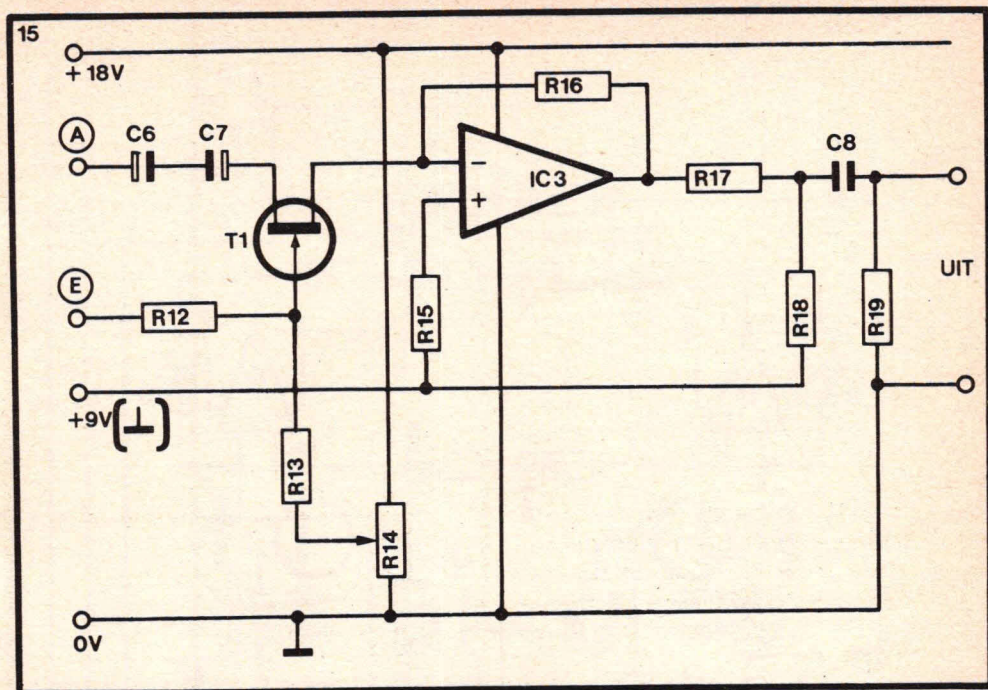 15
+ 18V
R16
A
C6
C7
C8
−
IC3
R17
+
T1
E
UIT
R12
R15
R18
R19
+9V (⊥)
R13
R14
0V